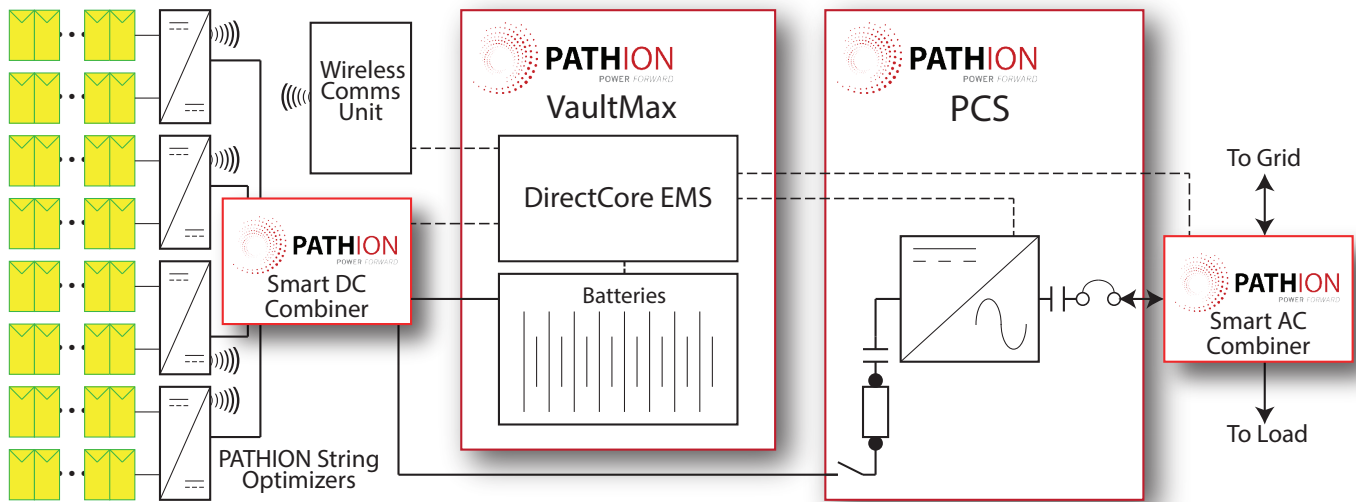 Wireless
Comms
Unit
PATHION
POWER FORWARD
VaultMax
DirectCore EMS
Batteries
PATHION
POWER FORWARD
PCS
PATHION
POWER FORWARD
Smart DC
Combiner
To Grid
PATHION
POWER FORWARD
Smart AC
Combiner
To Load
PATHION String
Optimizers